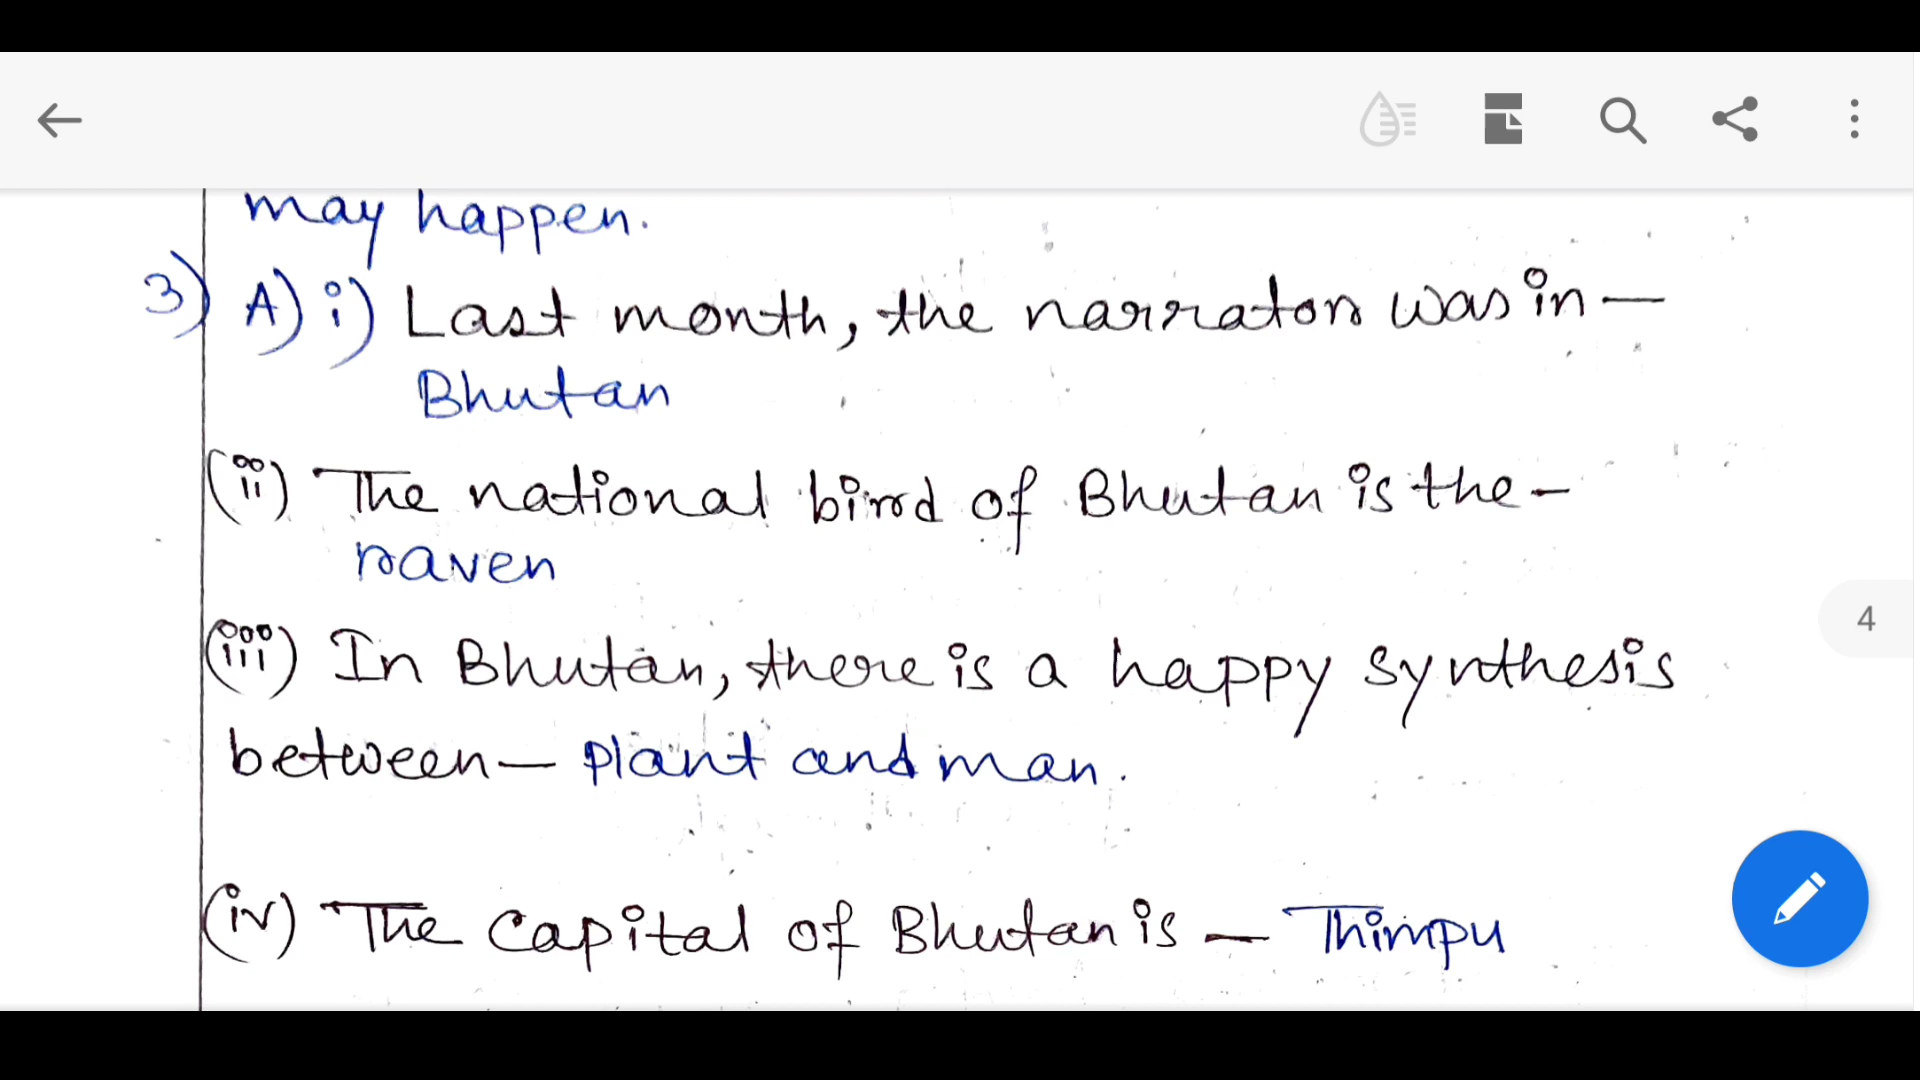 may happen.
3) A) i) Last month, the narrator was in —
Bhutan
(ii) The national bird of Bhutan is the —
raven
4
(iii) In Bhutan, there is a happy synthesis
between — plant and man.
(iv) The capital of Bhutan is — Thimpu